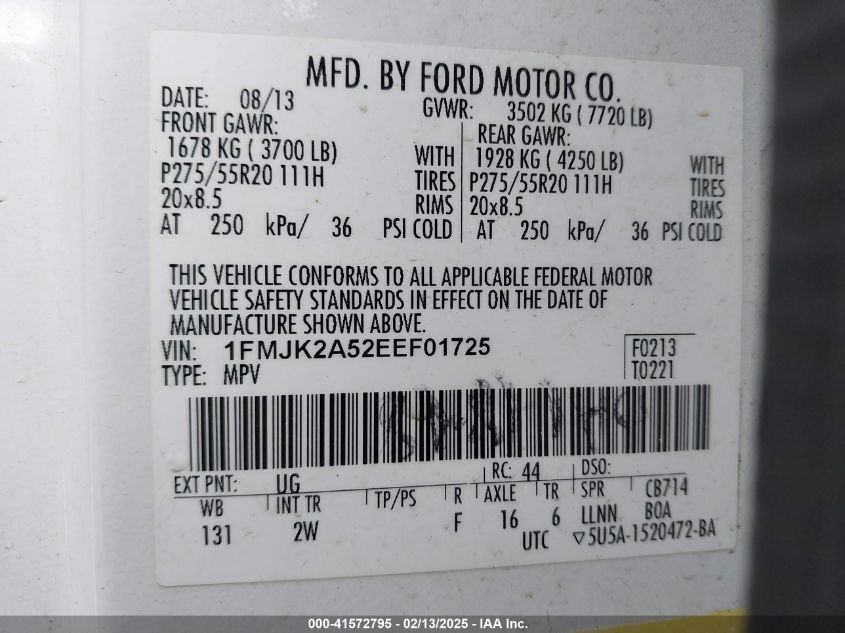 MFD. BY FORD MOTOR CO.
DATE: 08/13 GVWR: 3502 KG ( 7720 LB)
FRONT GAWR: REAR GAWR:
1678 KG ( 3700 LB) WITH 1928 KG ( 4250 LB) WITH
P275/55R20 111H TIRES P275/55R20 111H TIRES
20x8.5 RIMS 20x8.5 RIMS
AT 250 kPa/ 36 PSI COLD AT 250 kPa/ 36 PSI COLD
THIS VEHICLE CONFORMS TO ALL APPLICABLE FEDERAL MOTOR
VEHICLE SAFETY STANDARDS IN EFFECT ON THE DATE OF
MANUFACTURE SHOWN ABOVE.
VIN: 1FMJK2A52EEF01725 F0213
TYPE: MPV T0221
EXT PNT: UG RC: 44 DSO:
WB INT TR TP/PS R AXLE TR SPR CB714
131 2W F 16 6 LLNN BOA
UTC ▽5U5A-1520472-BA
000-41572795 - 02/13/2025 - IAA Inc.